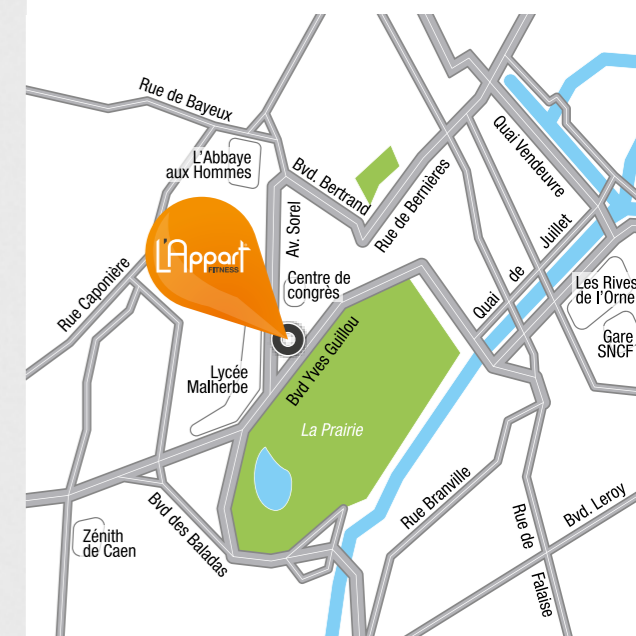 Rue de Bayeux
L'Abbaye
aux Hommes
Bvd. Bertrand
Rue de Bernières
Quai Vendeuvre
Av. Sorel
L'Appart
FITNESS
Centre de
congrès
Rue Caponière
Quai de Juillet
Les Rives
de l'Orne
Gare
SNCF
Lycée
Malherbe
Bvd Yves Guillou
La Prairie
Rue Branville
Bvd. Leroy
Rue de Falaise
Bvd des Baladas
Zénith
de Caen